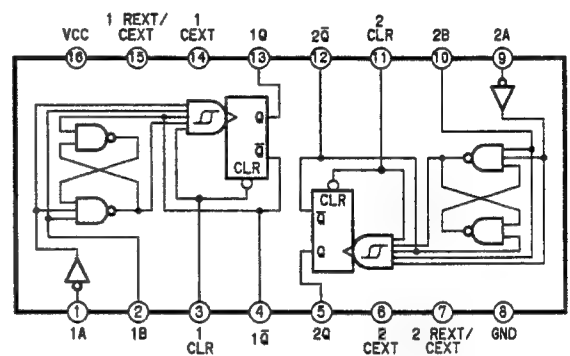 1 REXT/ 1 2
VCC CEXT CEXT 1Q 2Q̅ CLR 2B 2A
16 15 14 13 12 11 10 9
Q
Q̅
CLR
CLR
Q̅
Q
1 2 3 4 5 6 7 8
1A 1B 1 1Q̅ 2Q 2 2 REXT/ GND
CLR CEXT CEXT